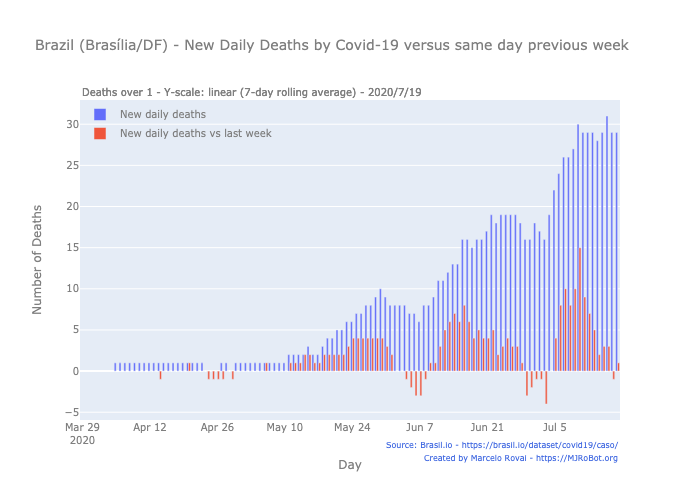 Brazil (Brasília/DF) - New Daily Deaths by Covid-19 versus same day previous week
Deaths over 1 - Y-scale: linear (7-day rolling average) - 2020/7/19
New daily deaths
New daily deaths vs last week
Number of Deaths
30
25
20
15
10
5
0
−5
Mar 29 Apr 12 Apr 26 May 10 May 24 Jun 7 Jun 21 Jul 5
2020
Source: Brasil.io - https://brasil.io/dataset/covid19/caso/
Created by Marcelo Rovai - https://MJRoBot.org
Day